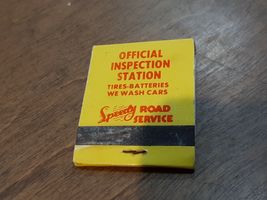 OFFICIAL
INSPECTION
STATION
TIRES-BATTERIES
WE WASH CARS
Speedy ROAD
SERVICE